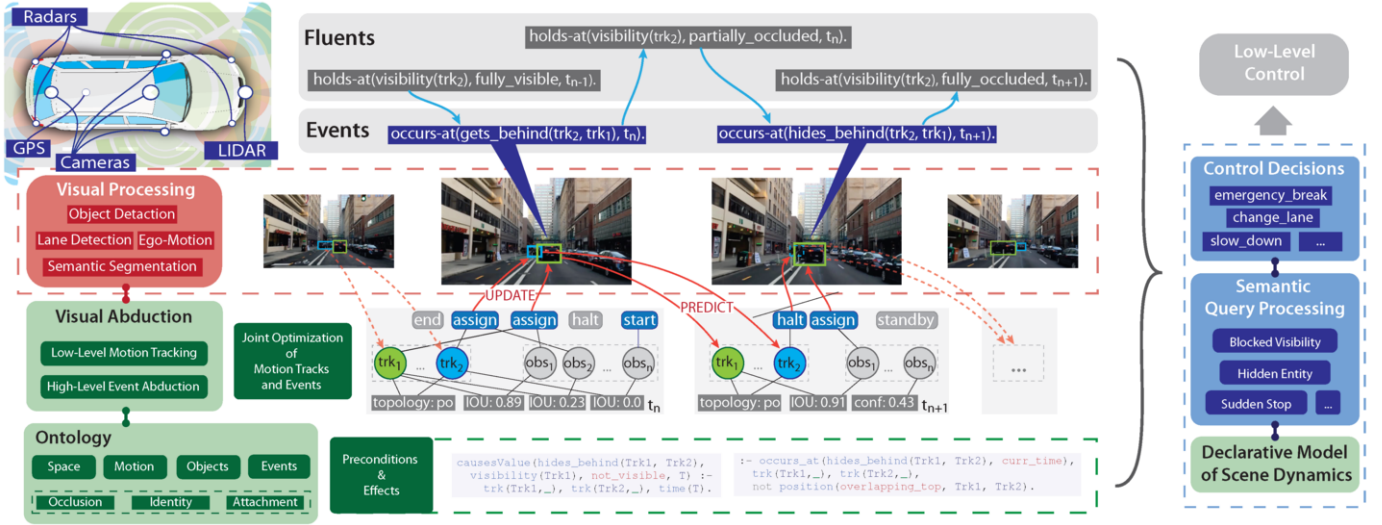 Radars
GPS
Cameras
LIDAR
Fluents
holds-at(visibility(trk2), partially_occluded, tn).
holds-at(visibility(trk2), fully_visible, tn-1).
holds-at(visibility(trk2), fully_occluded, tn+1).
Events
occurs-at(gets_behind(trk2, trk1), tn).
occurs-at(hides_behind(trk2, trk1), tn+1).
Visual Processing
Object Detaction
Lane Detection
Ego-Motion
Semantic Segmentation
Visual Abduction
Low-Level Motion Tracking
High-Level Event Abduction
Joint Optimization
of
Motion Tracks
and Events
UPDATE
PREDICT
end
assign
assign
halt
start
trk1
...
trk2
obs1
obs2
...
obsn
topology: po
IOU: 0.89
IOU: 0.23
IOU: 0.0
tn
halt
assign
standby
trk1
...
trk2
obs1
...
obsn
topology: po
IOU: 0.91
conf: 0.43
tn+1
...
Ontology
Space
Motion
Objects
Events
Occlusion
Identity
Attachment
Preconditions
&
Effects
causesValue(hides_behind(Trk1, Trk2),
visibility(Trk1), not_visible, T) :-
trk(Trk1,_), trk(Trk2,_), time(T).
:- occurs_at(hides_behind(Trk1, Trk2), curr_time),
trk(Trk1,_), trk(Trk2,_),
not position(overlapping_top, Trk1, Trk2).
Low-Level
Control
Control Decisions
emergency_break
change_lane
slow_down
...
Semantic
Query Processing
Blocked Visibility
Hidden Entity
Sudden Stop
...
Declarative Model
of Scene Dynamics